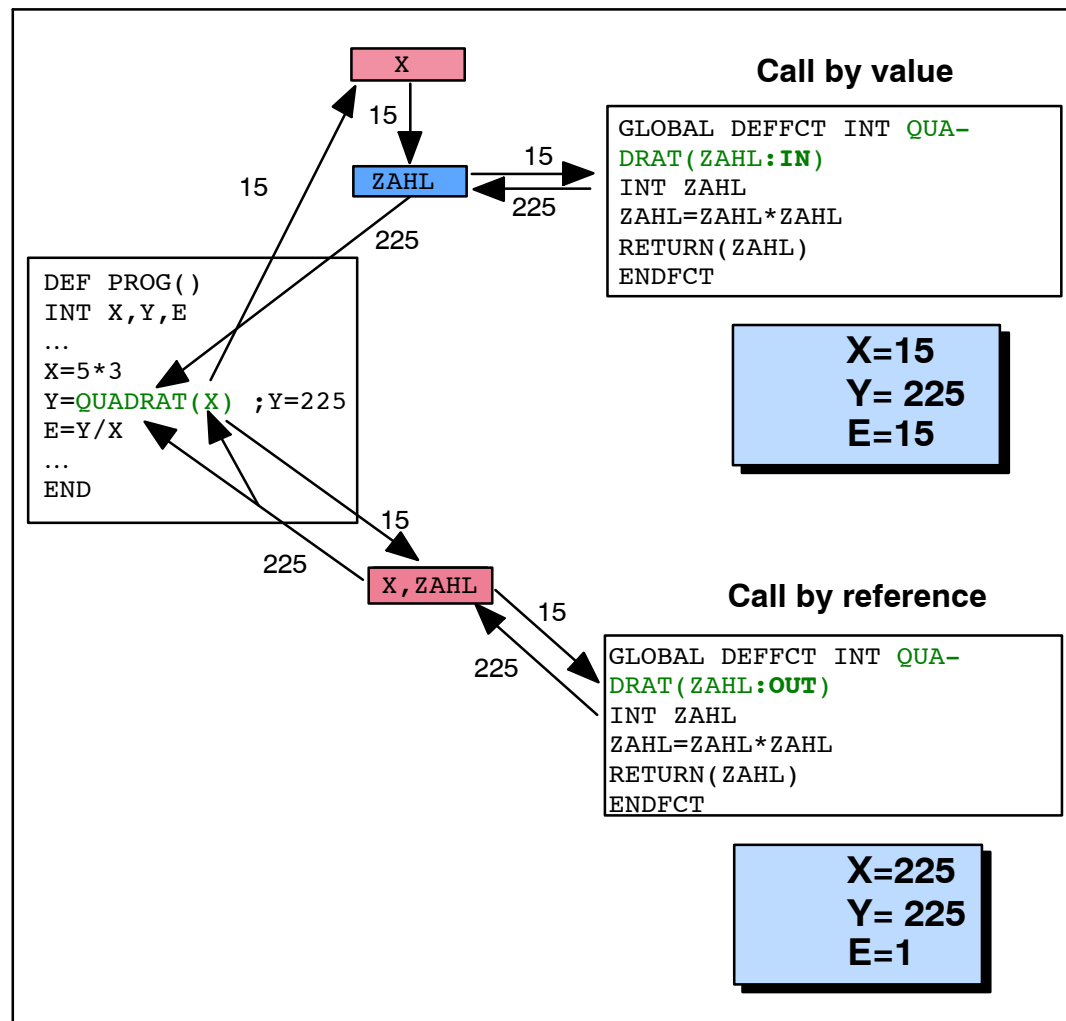 X
15
ZAHL
15
225
15
225
Call by value
GLOBAL DEFFCT INT QUA-
DRAT(ZAHL:IN)
INT ZAHL
ZAHL=ZAHL*ZAHL
RETURN(ZAHL)
ENDFCT
DEF PROG()
INT X,Y,E
...
X=5*3
Y=QUADRAT(X) ;Y=225
E=Y/X
...
END
X=15
Y= 225
E=15
15
225
X,ZAHL
15
225
Call by reference
GLOBAL DEFFCT INT QUA-
DRAT(ZAHL:OUT)
INT ZAHL
ZAHL=ZAHL*ZAHL
RETURN(ZAHL)
ENDFCT
X=225
Y= 225
E=1